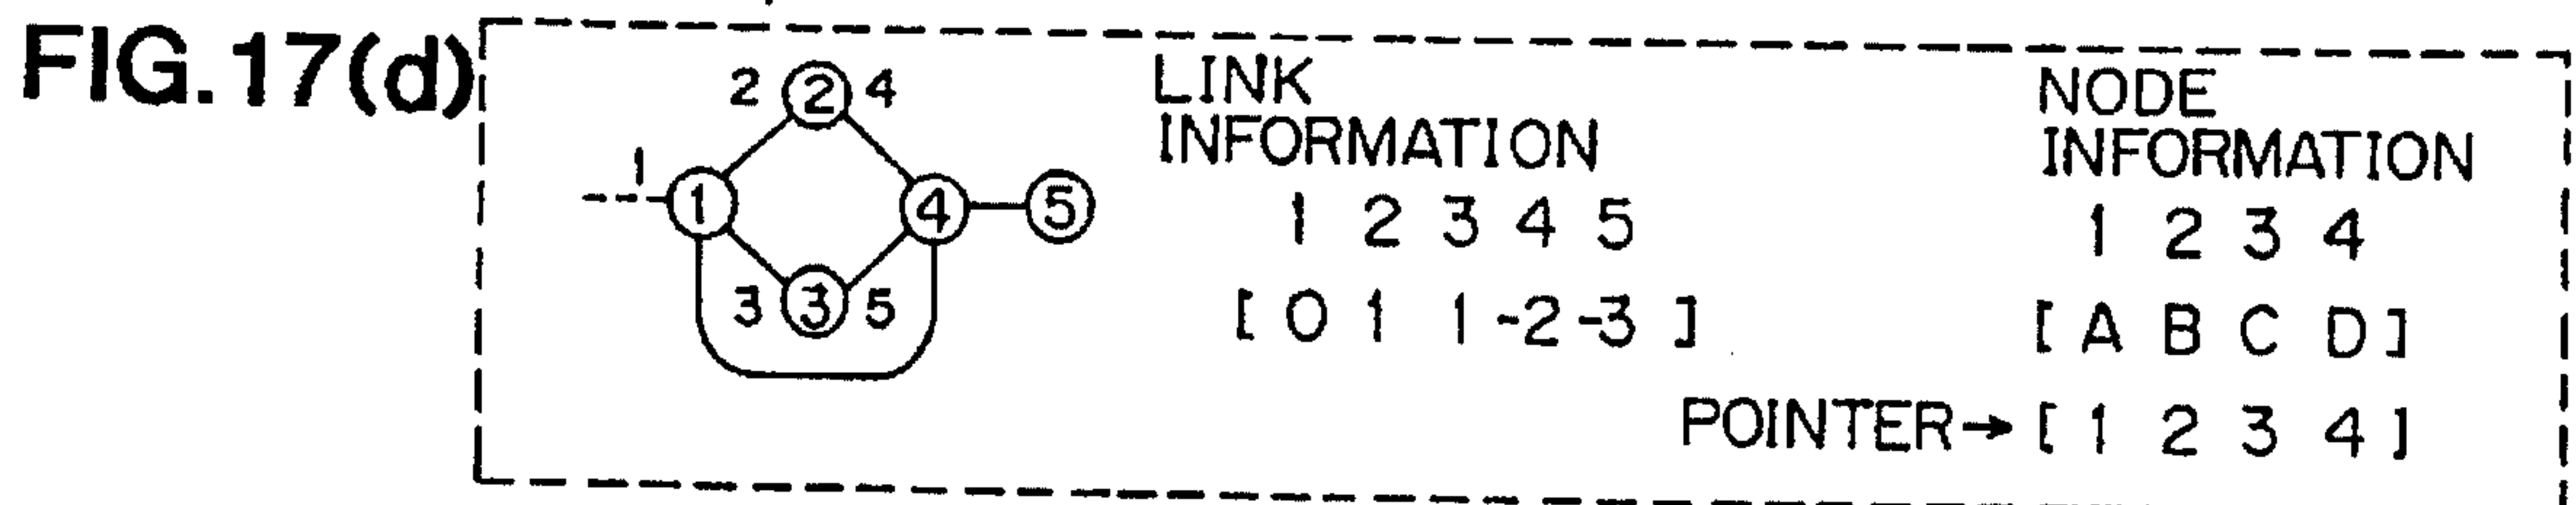 FIG.17(d)
2 ② 4
1
① ④ ⑤
3 ③ 5
LINK
INFORMATION
1 2 3 4 5
[ 0 1 1 -2 -3 ]
NODE
INFORMATION
1 2 3 4
[ A B C D ]
POINTER→ [ 1 2 3 4 ]